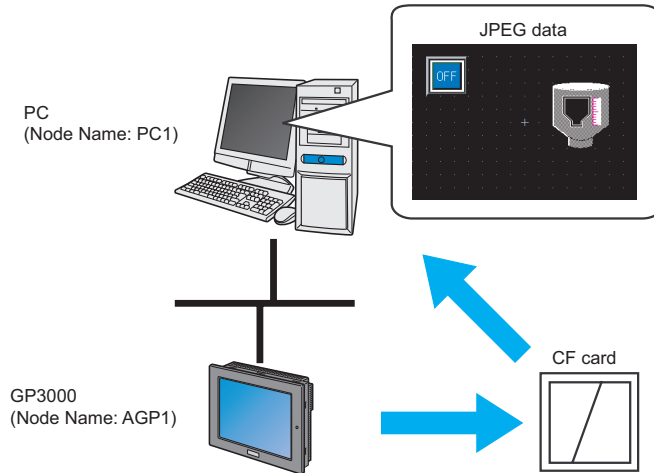 JPEG data
OFF
PC
(Node Name: PC1)
CF card
GP3000
(Node Name: AGP1)